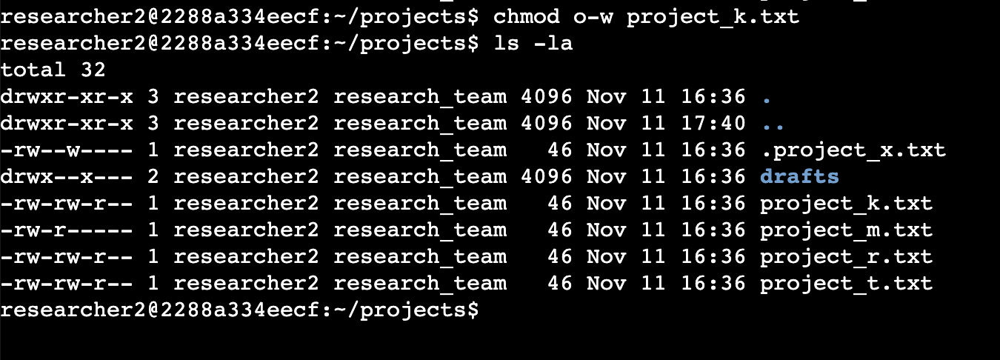 researcher2@2288a334eecf:~/projects$ chmod o-w project_k.txt
researcher2@2288a334eecf:~/projects$ ls -la
total 32
drwxr-xr-x 3 researcher2 research_team 4096 Nov 11 16:36 .
drwxr-xr-x 3 researcher2 research_team 4096 Nov 11 17:40 ..
-rw--w---- 1 researcher2 research_team   46 Nov 11 16:36 .project_x.txt
drwx--x--- 2 researcher2 research_team 4096 Nov 11 16:36 drafts
-rw-rw-r-- 1 researcher2 research_team   46 Nov 11 16:36 project_k.txt
-rw-r----- 1 researcher2 research_team   46 Nov 11 16:36 project_m.txt
-rw-rw-r-- 1 researcher2 research_team   46 Nov 11 16:36 project_r.txt
-rw-rw-r-- 1 researcher2 research_team   46 Nov 11 16:36 project_t.txt
researcher2@2288a334eecf:~/projects$